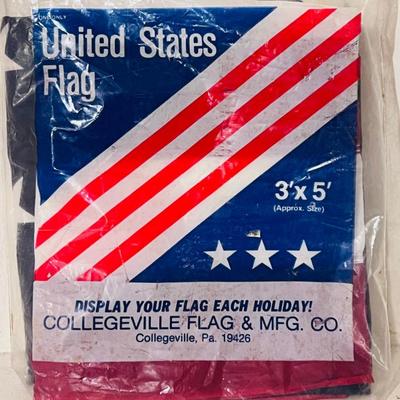 United States
Flag
3'x 5'
(Approx. Size)
DISPLAY YOUR FLAG EACH HOLIDAY!
COLLEGEVILLE FLAG & MFG. CO.
Collegeville, Pa. 19426